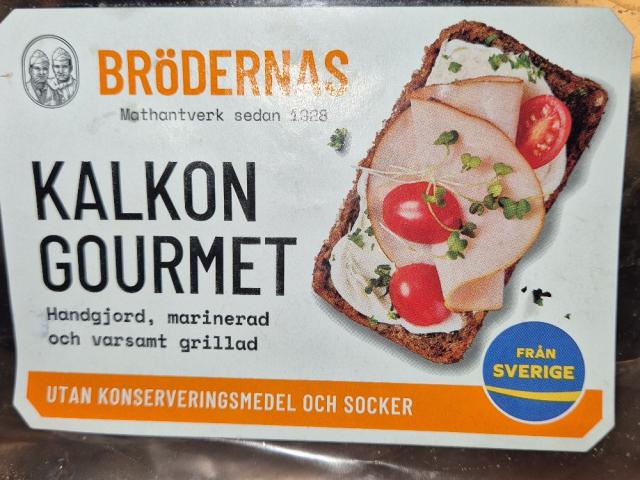 BRÖDERNAS
Mathantverk sedan 1928
KALKON
GOURMET
Handgjord, marinerad
och varsamt grillad
FRÅN
SVERIGE
UTAN KONSERVERINGSMEDEL OCH SOCKER